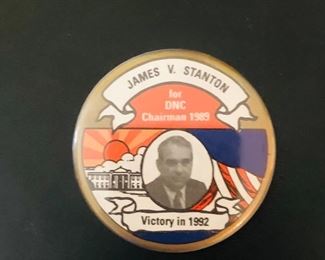 JAMES V. STANTON
for
DNC
Chairman 1989
Victory in 1992